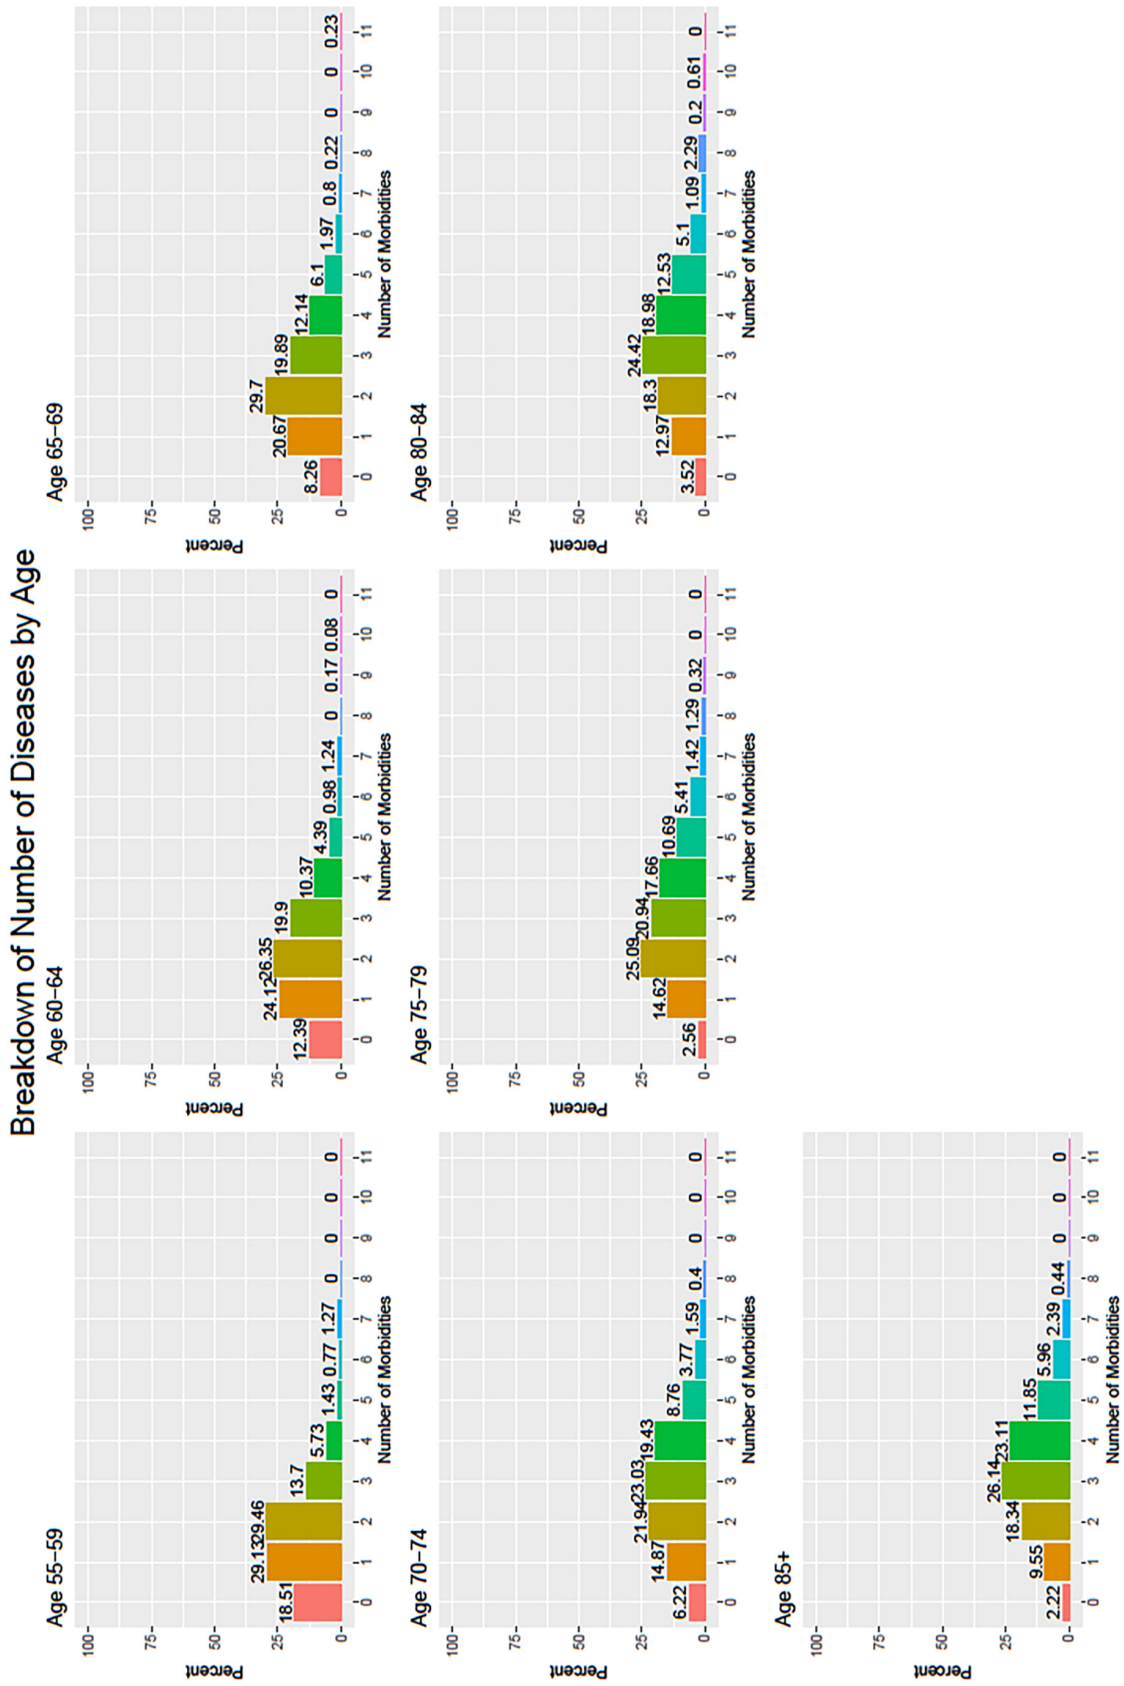 Breakdown of Number of Diseases by Age
Age 55−59
Percent
100
75
50
25
0
18.51 29.13 29.46 13.7 5.73 1.43 0.77 1.27 0 0 0 0
0 1 2 3 4 5 6 7 8 9 10 11
Number of Morbidities
Age 60−64
Percent
100
75
50
25
0
12.39 24.12 26.35 19.9 10.37 4.39 0.98 1.24 0 0.17 0.08 0
0 1 2 3 4 5 6 7 8 9 10 11
Number of Morbidities
Age 65−69
Percent
100
75
50
25
0
8.26 20.67 29.7 19.89 12.14 6.1 1.97 0.8 0.22 0 0 0.23
0 1 2 3 4 5 6 7 8 9 10 11
Number of Morbidities
Age 70−74
Percent
100
75
50
25
0
6.22 14.87 21.94 23.03 19.43 8.76 3.77 1.59 0.4 0 0 0
0 1 2 3 4 5 6 7 8 9 10 11
Number of Morbidities
Age 75−79
Percent
100
75
50
25
0
2.56 14.62 25.09 20.94 17.66 10.69 5.41 1.42 1.29 0.32 0 0
0 1 2 3 4 5 6 7 8 9 10 11
Number of Morbidities
Age 80−84
Percent
100
75
50
25
0
3.52 12.97 18.3 24.42 18.98 12.53 5.1 1.09 2.29 0.2 0.61 0
0 1 2 3 4 5 6 7 8 9 10 11
Number of Morbidities
Age 85+
Percent
100
75
50
25
0
2.22 9.55 18.34 26.14 23.11 11.85 5.96 2.39 0.44 0 0 0
0 1 2 3 4 5 6 7 8 9 10 11
Number of Morbidities